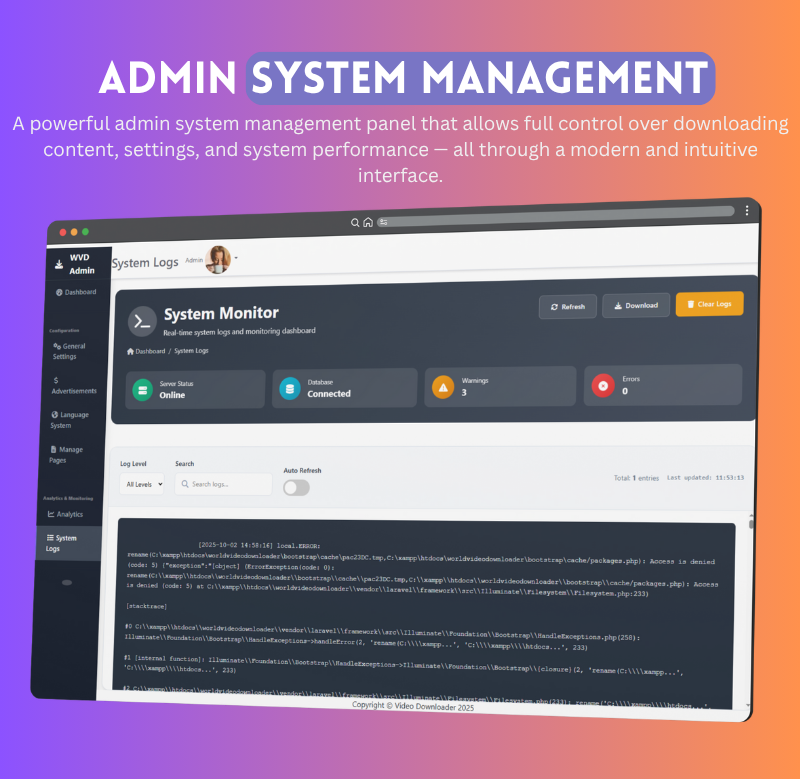 ADMIN SYSTEM MANAGEMENT
A powerful admin system management panel that allows full control over downloading
content, settings, and system performance — all through a modern and intuitive
interface.
WVD
Admin
Dashboard
Configuration
General
Settings
$
Advertisements
Language
System
Manage
Pages
Analytics & Monitoring
Analytics
System
Logs
System Logs
Admin
System Monitor
Real-time system logs and monitoring dashboard
Dashboard / System Logs
Refresh
Download
Clear Logs
Server Status
Online
Database
Connected
Warnings
3
Errors
0
Log Level
All Levels
Search
Search logs...
Auto Refresh
Total: 1 entries
Last updated: 11:53:13
[2025-10-02 14:58:16] local.ERROR:
rename(C:\xampp\htdocs\worldvideodownloader\bootstrap\cache\pac23DC.tmp,C:\xampp\htdocs\worldvideodownloader\bootstrap\cache/packages.php): Access is denied
(code: 5) {"exception":"[object] (ErrorException(code: 0):
rename(C:\\xampp\\htdocs\\worldvideodownloader\\bootstrap\\cache\\pac23DC.tmp,C:\\xampp\\htdocs\\worldvideodownloader\\bootstrap\\cache/packages.php): Access
is denied (code: 5) at C:\\xampp\\htdocs\\worldvideodownloader\\vendor\\laravel\\framework\\src\\Illuminate\\Filesystem\\Filesystem.php:233)
[stacktrace]
#0 C:\\xampp\\htdocs\\worldvideodownloader\\vendor\\laravel\\framework\\src\\Illuminate\\Foundation\\Bootstrap\\HandleExceptions.php(258):
Illuminate\\Foundation\\Bootstrap\\HandleExceptions->handleError(2, 'rename(C:\\\\xampp...', 'C:\\\\xampp\\\\htdocs...', 233)
#1 [internal function]: Illuminate\\Foundation\\Bootstrap\\HandleExceptions->Illuminate\\Foundation\\Bootstrap\\{closure}(2, 'rename(C:\\\\xampp...',
'C:\\\\xampp\\\\htdocs...', 233)
#2 C:\\xampp\\htdocs\\worldvideodownloader\\vendor\\laravel\\framework\\src\\Illuminate\\Filesystem\\Filesystem.php(233): rename('C:\\\\xampp\\\\htdocs...',
Copyright © Video Downloader 2025